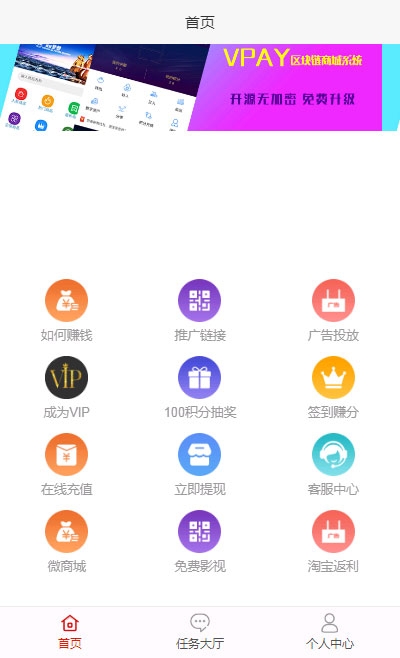 首页
VPAY区块链商城系统
开源无加密 免费升级
如何赚钱
推广链接
广告
广告投放
VIP
成为VIP
100积分抽奖
签到赚分
在线充值
立即提现
客服中心
广告
微商城
免费影视
淘宝返利
首页
任务大厅
个人中心